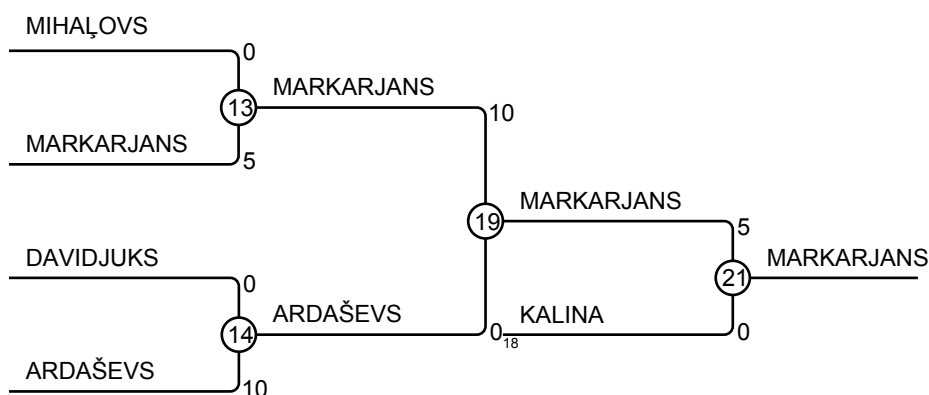 MIHAĻOVS
0
13
MARKARJANS
10
MARKARJANS
5
19
MARKARJANS
5
DAVIDJUKS
0
21
MARKARJANS
14
ARDAŠEVS
0
18
KALINA
0
ARDAŠEVS
10